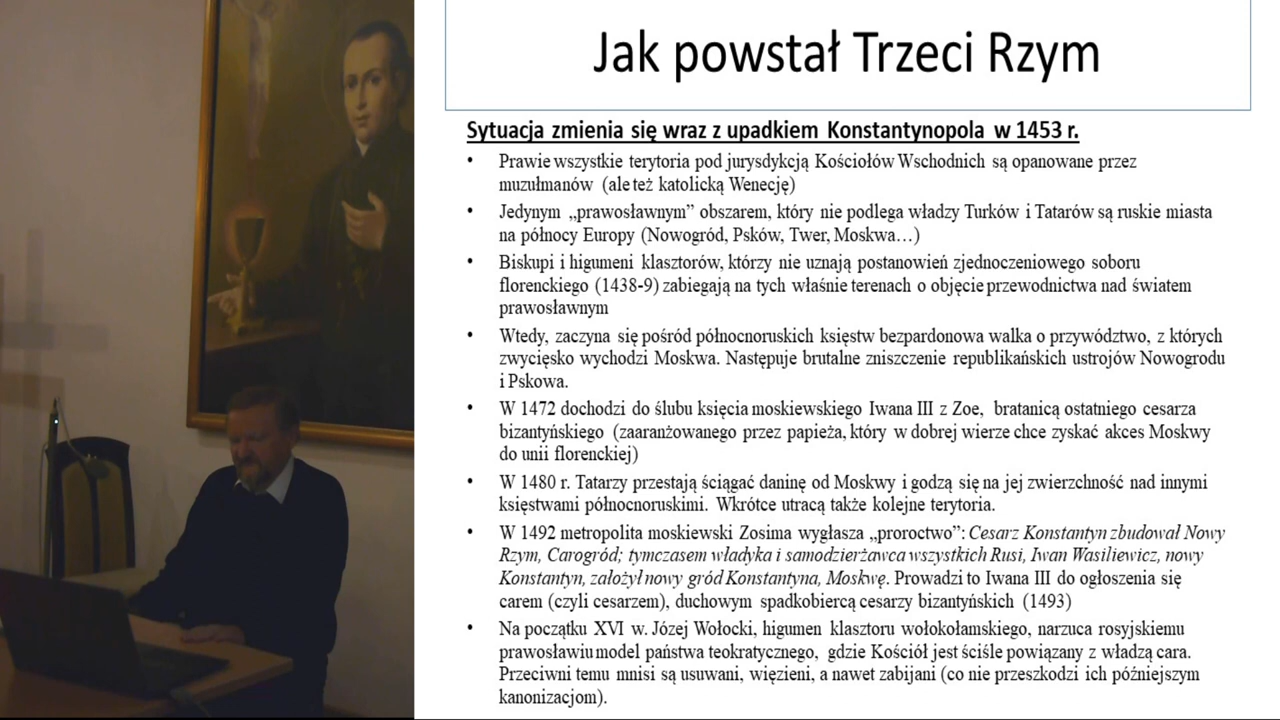 Jak powstał Trzeci Rzym
Sytuacja zmienia się wraz z upadkiem Konstantynopola w 1453 r.
• Prawie wszystkie terytoria pod jurysdykcją Kościołów Wschodnich są opanowane przez
muzułmanów (ale też katolicką Wenecję)
• Jedynym „prawosławnym” obszarem, który nie podlega władzy Turków i Tatarów są ruskie miasta
na północy Europy (Nowogród, Psków, Twer, Moskwa…)
• Biskupi i higumeni klasztorów, którzy nie uznają postanowień zjednoczeniowego soboru
florenckiego (1438-9) zabiegają na tych właśnie terenach o objęcie przewodnictwa nad światem
prawosławnym
• Wtedy, zaczyna się pośród północnoruskich księstw bezpardonowa walka o przywództwo, z których
zwycięsko wychodzi Moskwa. Następuje brutalne zniszczenie republikańskich ustrojów Nowogrodu
i Pskowa.
• W 1472 dochodzi do ślubu księcia moskiewskiego Iwana III z Zoe, bratanicą ostatniego cesarza
bizantyńskiego (zaaranżowanego przez papieża, który w dobrej wierze chce zyskać akces Moskwy
do unii florenckiej)
• W 1480 r. Tatarzy przestają ściągać daninę od Moskwy i godzą się na jej zwierzchność nad innymi
księstwami północnoruskimi. Wkrótce utracą także kolejne terytoria.
• W 1492 metropolita moskiewski Zosima wygłasza „proroctwo”: Cesarz Konstantyn zbudował Nowy
Rzym, Carogród; tymczasem władyka i samodzierżawca wszystkich Rusi, Iwan Wasiliewicz, nowy
Konstantyn, założył nowy gród Konstantyna, Moskwę. Prowadzi to Iwana III do ogłoszenia się
carem (czyli cesarzem), duchowym spadkobiercą cesarzy bizantyńskich (1493)
• Na początku XVI w. Józej Wołocki, higumen klasztoru wołokołamskiego, narzuca rosyjskiemu
prawosławiu model państwa teokratycznego, gdzie Kościół jest ściśle powiązany z władzą cara.
Przeciwni temu mnisi są usuwani, więzieni, a nawet zabijani (co nie przeszkodzi ich późniejszym
kanonizacjom).